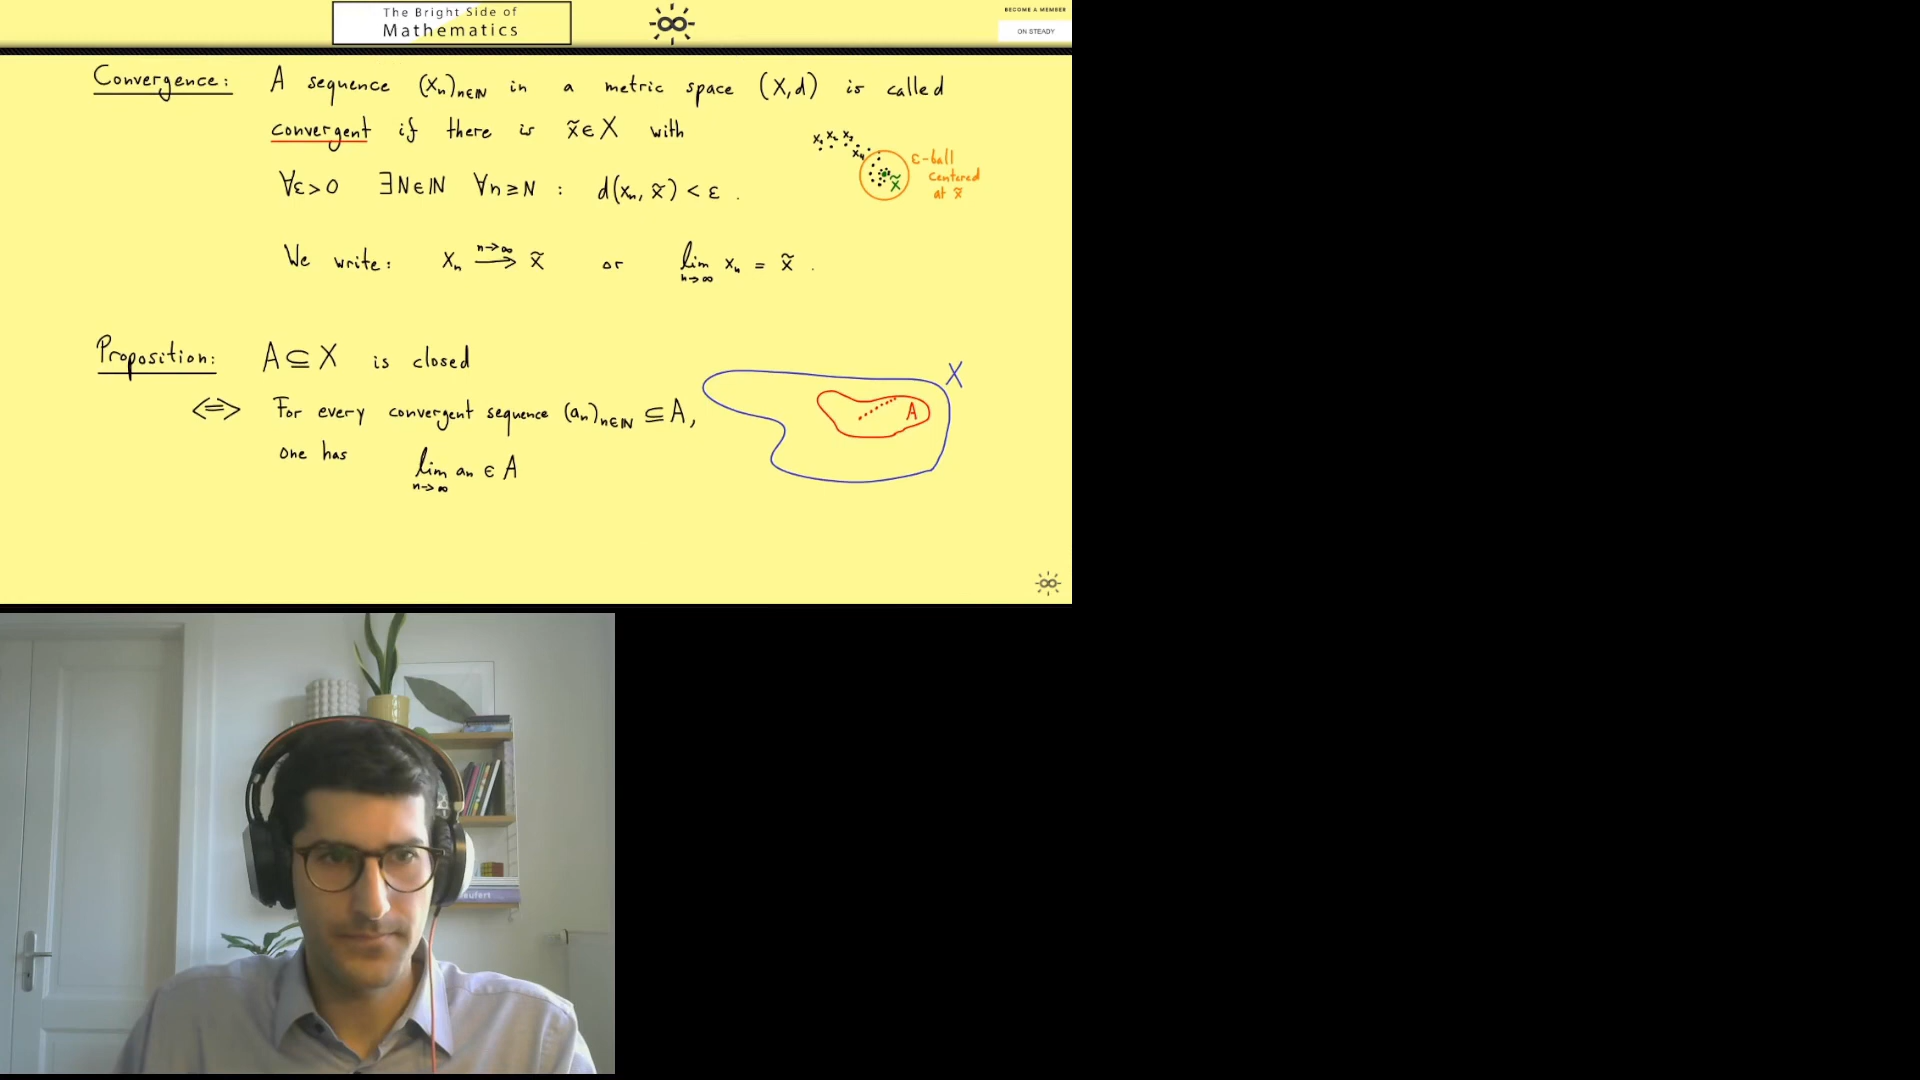 The Bright Side of
Mathematics
BECOME A MEMBER
ON STEADY
Convergence: A sequence (xₙ)ₙ∈ℕ in a metric space (X,d) is called
convergent if there is x̃ ∈ X with
∀ε>0 ∃N∈ℕ ∀n≥N : d(xₙ, x̃) < ε .
x₁ x₂ x₃
x₄
x̃
ε-ball
centered
at x̃
We write: xₙ —n→∞→ x̃ or lim n→∞ xₙ = x̃ .
Proposition: A ⊆ X is closed
⟺ For every convergent sequence (aₙ)ₙ∈ℕ ⊆ A,
one has lim n→∞ aₙ ∈ A
X
A